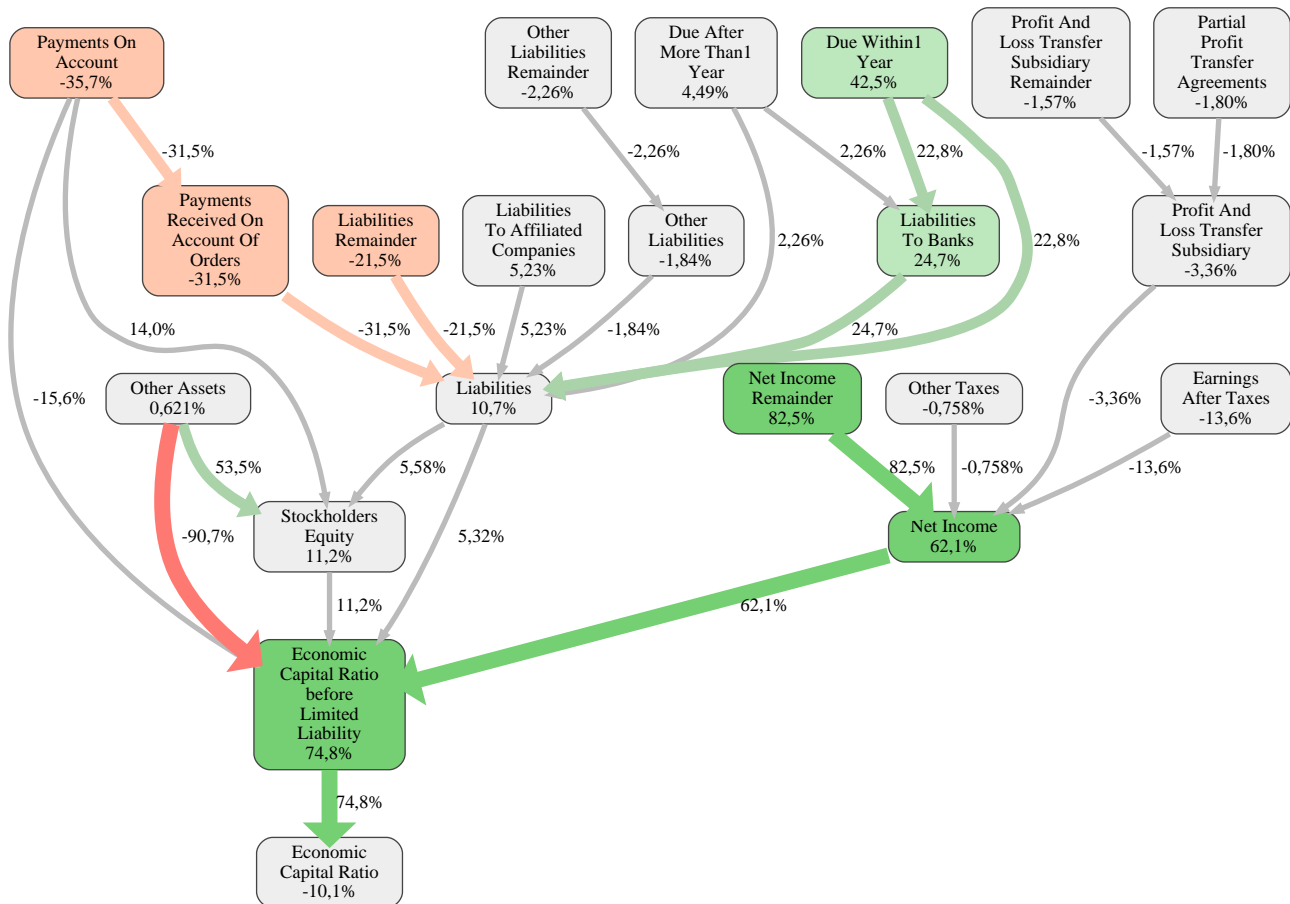 Payments On
Account
-35,7%
Other
Liabilities
Remainder
-2,26%
Due After
More Than1
Year
4,49%
Due Within1
Year
42,5%
Profit And
Loss Transfer
Subsidiary
Remainder
-1,57%
Partial
Profit
Transfer
Agreements
-1,80%
-31,5%
-2,26%
2,26%
22,8%
-1,57%
-1,80%
Payments
Received On
Account Of
Orders
-31,5%
Liabilities
Remainder
-21,5%
Liabilities
To Affiliated
Companies
5,23%
Other
Liabilities
-1,84%
2,26%
Liabilities
To Banks
24,7%
22,8%
Profit And
Loss Transfer
Subsidiary
-3,36%
14,0%
-31,5%
-21,5%
5,23%
-1,84%
24,7%
-15,6%
Other Assets
0,621%
Liabilities
10,7%
Net Income
Remainder
82,5%
Other Taxes
-0,758%
-3,36%
Earnings
After Taxes
-13,6%
53,5%
5,58%
82,5%
-0,758%
-13,6%
-90,7%
Stockholders
Equity
11,2%
5,32%
Net Income
62,1%
11,2%
62,1%
Economic
Capital Ratio
before
Limited
Liability
74,8%
74,8%
Economic
Capital Ratio
-10,1%